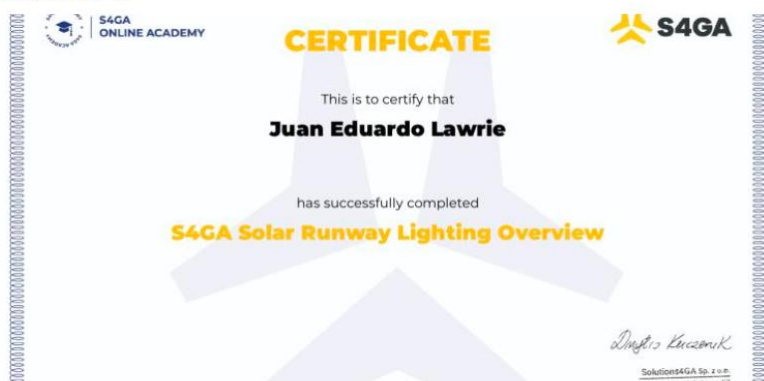 S4GA
ONLINE ACADEMY
CERTIFICATE
S4GA
This is to certify that
Juan Eduardo Lawrie
has successfully completed
S4GA Solar Runway Lighting Overview
Solutions4GA Sp. z o.o.